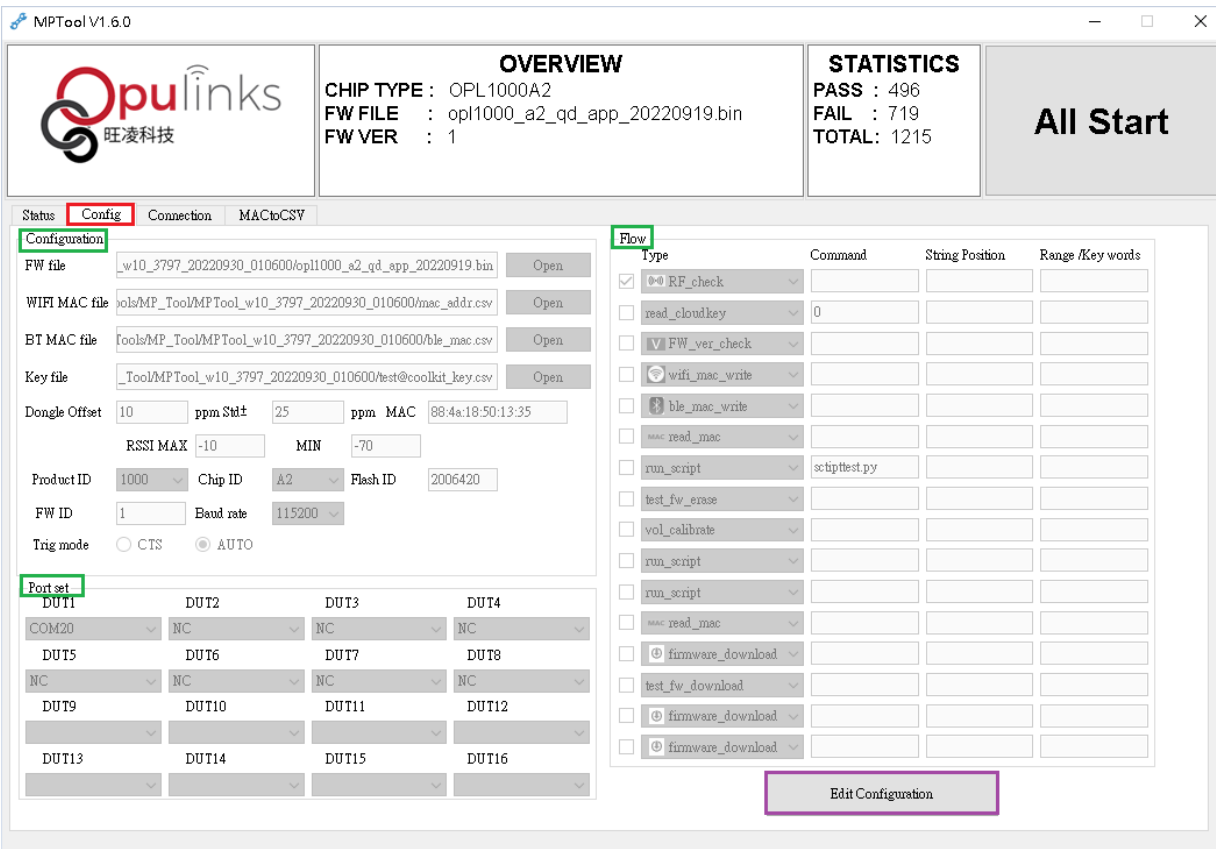 MPTool V1.6.0
Opulinks
旺凌科技
OVERVIEW
CHIP TYPE : OPL1000A2
FW FILE : opl1000_a2_qd_app_20220919.bin
FW VER : 1
STATISTICS
PASS : 496
FAIL : 719
TOTAL: 1215
All Start
Status Config Connection MACtoCSV
Configuration
FW file _w10_3797_20220930_010600/opl1000_a2_qd_app_20220919.bin Open
WIFI MAC file ools/MP_Tool/MPTool_w10_3797_20220930_010600/mac_addr.csv Open
BT MAC file Tools/MP_Tool/MPTool_w10_3797_20220930_010600/ble_mac.csv Open
Key file _Tool/MPTool_w10_3797_20220930_010600/test@coolkit_key.csv Open
Dongle Offset 10 ppm Std± 25 ppm MAC 88:4a:18:50:13:35
RSSI MAX -10 MIN -70
Product ID 1000 Chip ID A2 Flash ID 2006420
FW ID 1 Baud rate 115200
Trig mode CTS AUTO
Port set
DUT1 DUT2 DUT3 DUT4
COM20 NC NC NC
DUT5 DUT6 DUT7 DUT8
NC NC NC NC
DUT9 DUT10 DUT11 DUT12
DUT13 DUT14 DUT15 DUT16
Flow
Type Command String Position Range /Key words
RF_check
read_cloudkey 0
V FW_ver_check
wifi_mac_write
ble_mac_write
MAC read_mac
run_script sctipttest.py
test_fw_erase
vol_calibrate
run_script
run_script
MAC read_mac
firmware_download
test_fw_download
firmware_download
firmware_download
Edit Configuration